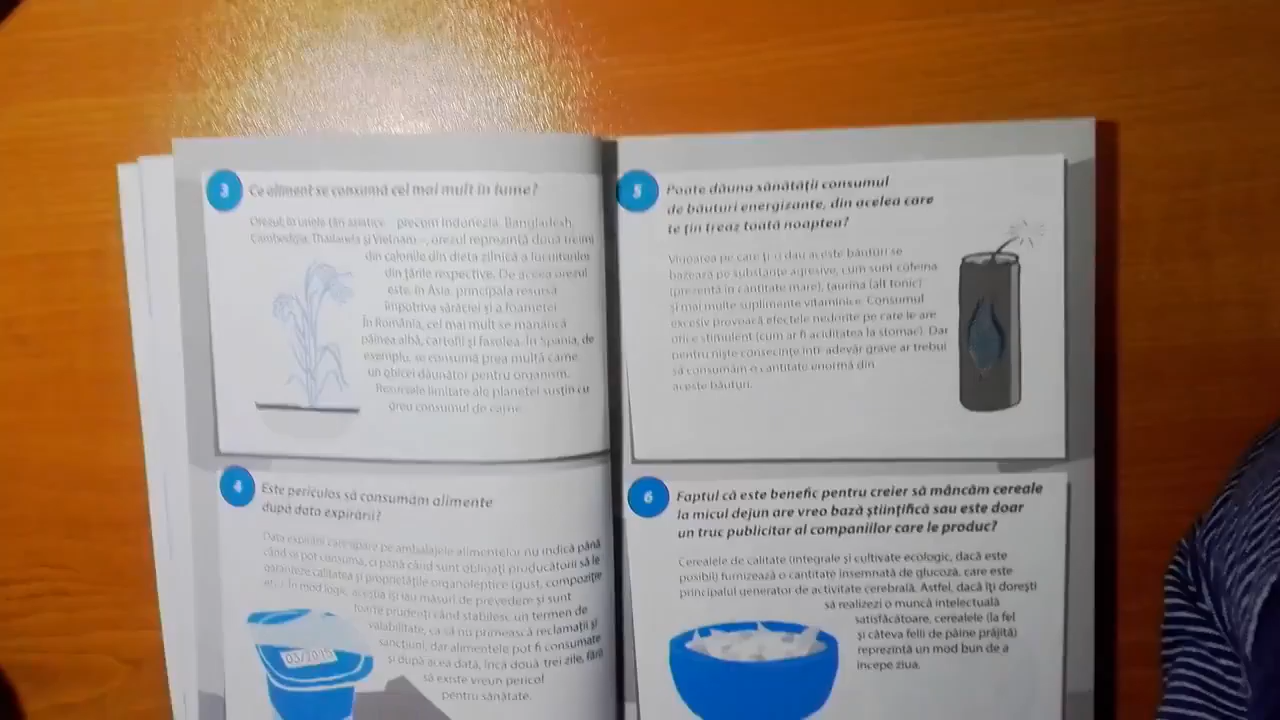 3
Ce aliment se consumă cel mai mult în lume?
Orezul; în unele țări asiatice – precum Indonezia, Bangladesh,
Cambodgia, Thailanda și Vietnam –, orezul reprezintă două treimi
din caloriile din dieta zilnică a locuitorilor
din țările respective. De aceea orezul
este, în Asia, principala resursă
împotriva sărăciei și a foametei.
În România, cel mai mult se mănâncă
pâinea albă, cartofii și fasolea. În Spania, de
exemplu, se consumă prea multă carne,
un obicei dăunător pentru organism.
Resursele limitate ale planetei susțin cu
greu consumul de carne.
4
Este periculos să consumăm alimente
după data expirării?
Data expirării care apare pe ambalajele alimentelor nu indică până
când se pot consuma, ci până când sunt obligați producătorii să le
garanteze calitatea și proprietățile organoleptice (gust, compoziție
etc.). În mod logic, aceștia își iau măsuri de prevedere și sunt
foarte prudenți când stabilesc un termen de
valabilitate, ca să nu primească reclamații și
sancțiuni, dar alimentele pot fi consumate
și după acea dată, încă două-trei zile, fără
să existe vreun pericol
pentru sănătate.
03/2015
5
Poate dăuna sănătății consumul
de băuturi energizante, din acelea care
te țin treaz toată noaptea?
Vigoarea pe care ți-o dau aceste băuturi se
bazează pe substanțe agresive, cum sunt cofeina
(prezentă în cantitate mare), taurina (alt tonic)
și mai multe suplimente vitaminice. Consumul
excesiv provoacă efectele nedorite pe care le are
orice stimulent (cum ar fi aciditatea la stomac). Dar
pentru niște consecințe într-adevăr grave ar trebui
să consumăm o cantitate enormă din
aceste băuturi.
6
Faptul că este benefic pentru creier să mâncăm cereale
la micul dejun are vreo bază științifică sau este doar
un truc publicitar al companiilor care le produc?
Cerealele de calitate (integrale și cultivate ecologic, dacă este
posibil) furnizează o cantitate însemnată de glucoză, care este
principalul generator de activitate cerebrală. Astfel, dacă îți dorești
să realizezi o muncă intelectuală
satisfăcătoare, cerealele (la fel
și câteva felii de pâine prăjită)
reprezintă un mod bun de a
începe ziua.